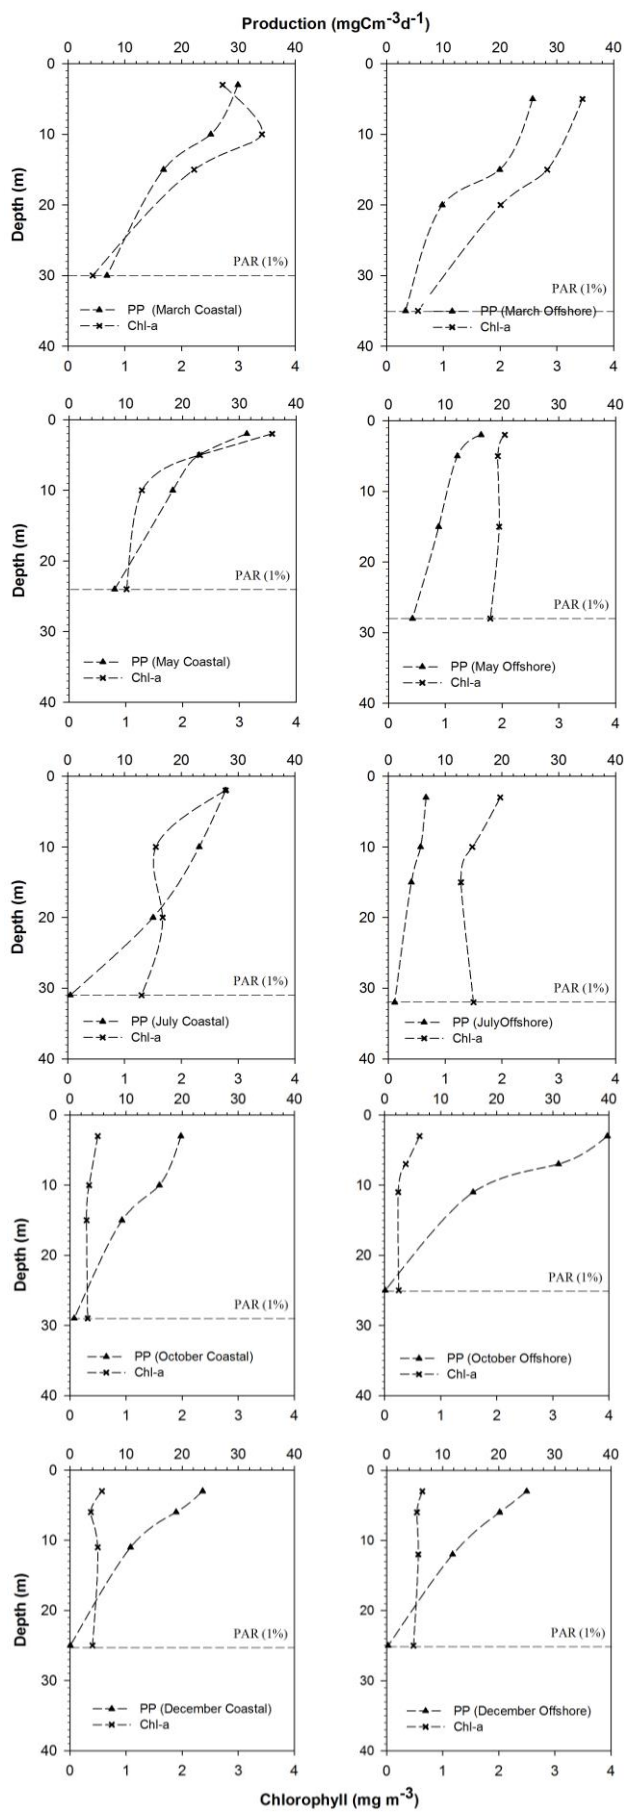 Production (mgCm-3d-1)
0 10 20 30 40 0 10 20 30 40
0 0
10 10
20 20
30 30
40 40
Depth (m)
PAR (1%)
PAR (1%)
PP (March Coastal)
Chl-a
PP (March Offshore)
Chl-a
0 1 2 3 4 0 1 2 3 4
0 10 20 30 40 0 10 20 30 40
0 0
10 10
20 20
30 30
40 40
Depth (m)
PAR (1%)
PAR (1%)
PP (May Coastal)
Chl-a
PP (May Offshore)
Chl-a
0 1 2 3 4 0 1 2 3 4
0 10 20 30 40 0 10 20 30 40
0 0
10 10
20 20
30 30
40 40
Depth (m)
PAR (1%)
PAR (1%)
PP (July Coastal)
Chl-a
PP (JulyOffshore)
Chl-a
0 1 2 3 4 0 1 2 3 4
0 10 20 30 40 0 10 20 30 40
0 0
10 10
20 20
30 30
40 40
Depth (m)
PAR (1%)
PAR (1%)
PP (October Coastal)
Chl-a
PP (October Offshore)
Chl-a
0 1 2 3 4 0 1 2 3 4
0 10 20 30 40 0 10 20 30 40
0 0
10 10
20 20
30 30
40 40
Depth (m)
PAR (1%)
PAR (1%)
PP (December Coastal)
Chl-a
PP (December Offshore)
Chl-a
0 1 2 3 4 0 1 2 3 4
Chlorophyll (mg m-3)